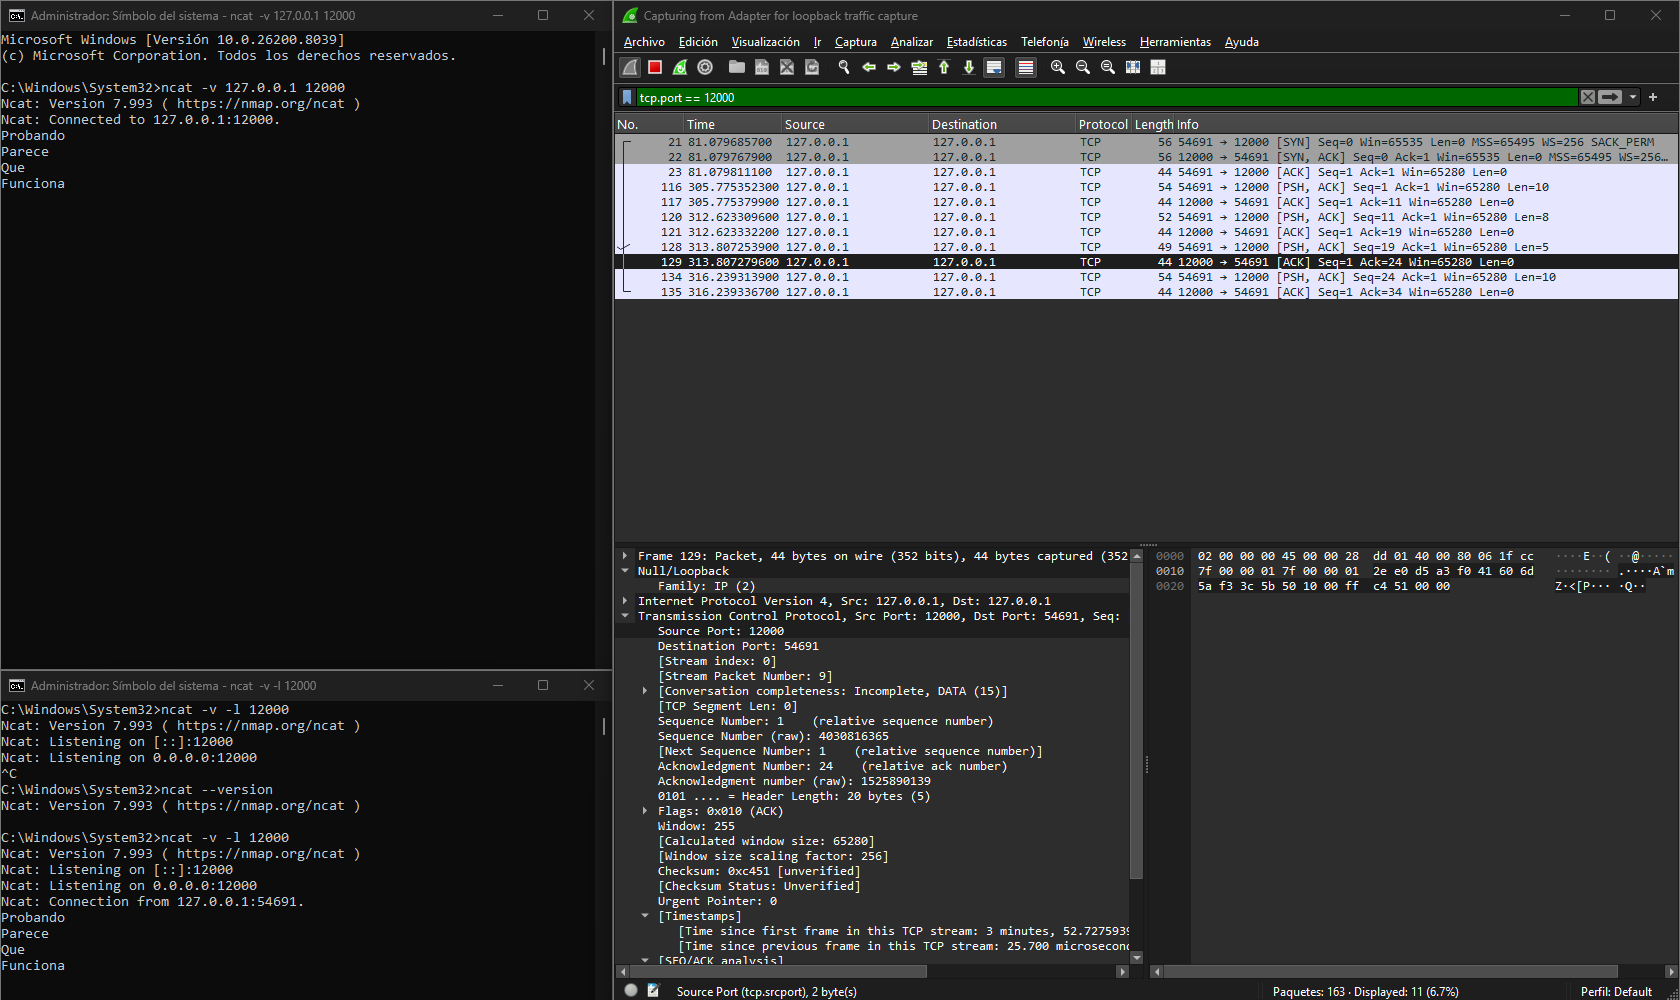 Administrador: Símbolo del sistema - ncat -v 127.0.0.1 12000
Microsoft Windows [Versión 10.0.26200.8039]
(c) Microsoft Corporation. Todos los derechos reservados.
C:\Windows\System32>ncat -v 127.0.0.1 12000
Ncat: Version 7.993 ( https://nmap.org/ncat )
Ncat: Connected to 127.0.0.1:12000.
Probando
Parece
Que
Funciona
Administrador: Símbolo del sistema - ncat -v -l 12000
C:\Windows\System32>ncat -v -l 12000
Ncat: Version 7.993 ( https://nmap.org/ncat )
Ncat: Listening on [::]:12000
Ncat: Listening on 0.0.0.0:12000
^C
C:\Windows\System32>ncat --version
Ncat: Version 7.993 ( https://nmap.org/ncat )
C:\Windows\System32>ncat -v -l 12000
Ncat: Version 7.993 ( https://nmap.org/ncat )
Ncat: Listening on [::]:12000
Ncat: Listening on 0.0.0.0:12000
Ncat: Connection from 127.0.0.1:54691.
Probando
Parece
Que
Funciona
Capturing from Adapter for loopback traffic capture
Archivo Edición Visualización Ir Captura Analizar Estadísticas Telefonía Wireless Herramientas Ayuda
tcp.port == 12000
No. Time Source Destination Protocol Length Info
21 81.079685700 127.0.0.1 127.0.0.1 TCP 56 54691 → 12000 [SYN] Seq=0 Win=65535 Len=0 MSS=65495 WS=256 SACK_PERM
22 81.079767900 127.0.0.1 127.0.0.1 TCP 56 12000 → 54691 [SYN, ACK] Seq=0 Ack=1 Win=65535 Len=0 MSS=65495 WS=256…
23 81.079811100 127.0.0.1 127.0.0.1 TCP 44 54691 → 12000 [ACK] Seq=1 Ack=1 Win=65280 Len=0
116 305.775352300 127.0.0.1 127.0.0.1 TCP 54 54691 → 12000 [PSH, ACK] Seq=1 Ack=1 Win=65280 Len=10
117 305.775379900 127.0.0.1 127.0.0.1 TCP 44 12000 → 54691 [ACK] Seq=1 Ack=11 Win=65280 Len=0
120 312.623309600 127.0.0.1 127.0.0.1 TCP 52 54691 → 12000 [PSH, ACK] Seq=11 Ack=1 Win=65280 Len=8
121 312.623332200 127.0.0.1 127.0.0.1 TCP 44 12000 → 54691 [ACK] Seq=1 Ack=19 Win=65280 Len=0
128 313.807253900 127.0.0.1 127.0.0.1 TCP 49 54691 → 12000 [PSH, ACK] Seq=19 Ack=1 Win=65280 Len=5
129 313.807279600 127.0.0.1 127.0.0.1 TCP 44 12000 → 54691 [ACK] Seq=1 Ack=24 Win=65280 Len=0
134 316.239313900 127.0.0.1 127.0.0.1 TCP 54 54691 → 12000 [PSH, ACK] Seq=24 Ack=1 Win=65280 Len=10
135 316.239336700 127.0.0.1 127.0.0.1 TCP 44 12000 → 54691 [ACK] Seq=1 Ack=34 Win=65280 Len=0
Frame 129: Packet, 44 bytes on wire (352 bits), 44 bytes captured (352
Null/Loopback
Family: IP (2)
Internet Protocol Version 4, Src: 127.0.0.1, Dst: 127.0.0.1
Transmission Control Protocol, Src Port: 12000, Dst Port: 54691, Seq:
Source Port: 12000
Destination Port: 54691
[Stream index: 0]
[Stream Packet Number: 9]
[Conversation completeness: Incomplete, DATA (15)]
[TCP Segment Len: 0]
Sequence Number: 1 (relative sequence number)
Sequence Number (raw): 4030816365
[Next Sequence Number: 1 (relative sequence number)]
Acknowledgment Number: 24 (relative ack number)
Acknowledgment number (raw): 1525890139
0101 .... = Header Length: 20 bytes (5)
Flags: 0x010 (ACK)
Window: 255
[Calculated window size: 65280]
[Window size scaling factor: 256]
Checksum: 0xc451 [unverified]
[Checksum Status: Unverified]
Urgent Pointer: 0
[Timestamps]
[Time since first frame in this TCP stream: 3 minutes, 52.7275939
[Time since previous frame in this TCP stream: 25.700 microsecond
[SEQ/ACK analysis]
0000 02 00 00 00 45 00 00 28 dd 01 40 00 80 06 1f cc ····E··( ··@·····
0010 7f 00 00 01 7f 00 00 01 2e e0 d5 a3 f0 41 60 6d ········ .····A`m
0020 5a f3 3c 5b 50 10 00 ff c4 51 00 00 Z·<[P··· ·Q··
Source Port (tcp.srcport), 2 byte(s)
Paquetes: 163 · Displayed: 11 (6.7%)
Perfil: Default